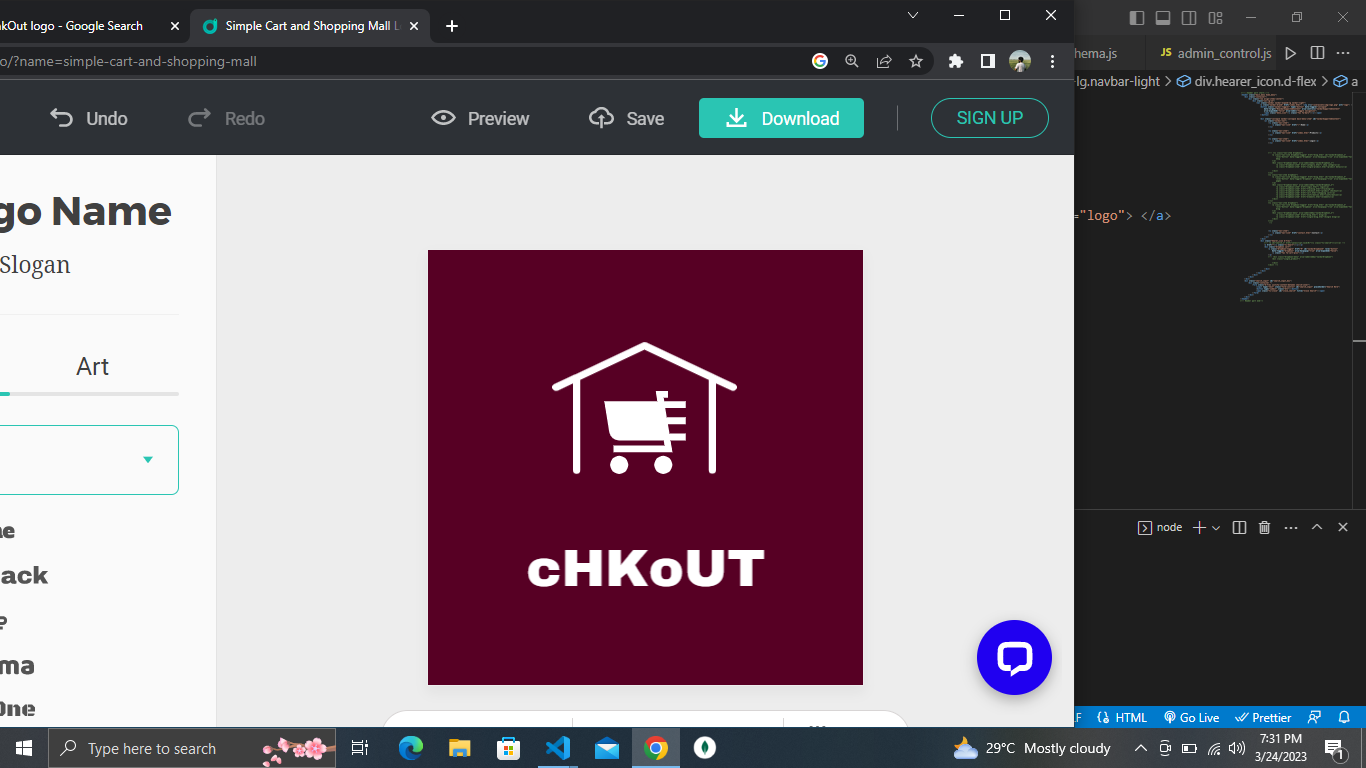 kOut logo - Google Search
Simple Cart and Shopping Mall L
o/?name=simple-cart-and-shopping-mall
hema.js
JS admin_control.js
-lg.navbar-light > div.hearer_icon.d-flex > a
Undo
Redo
Preview
Save
Download
SIGN UP
go Name
Slogan
Art
="logo"> </a>
cHKoUT
ne
ack
ma
One
node
LF
HTML
Go Live
Prettier
Type here to search
29°C Mostly cloudy
7:31 PM
3/24/2023
1